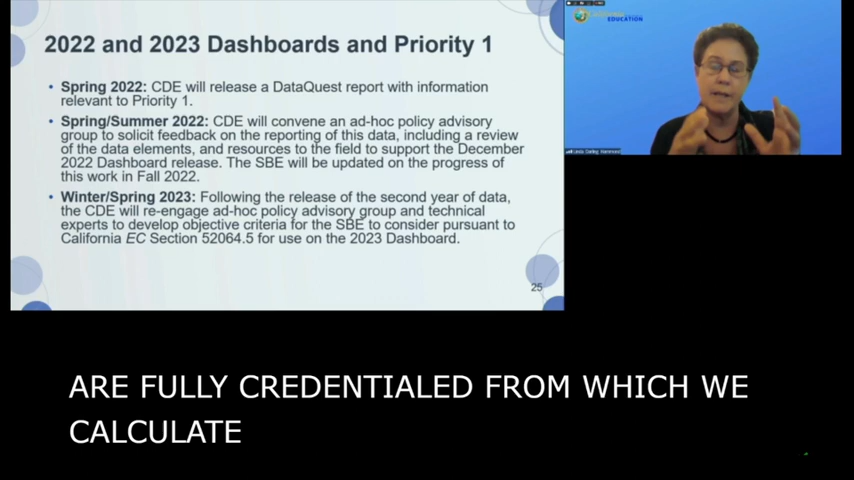 2022 and 2023 Dashboards and Priority 1
• Spring 2022: CDE will release a DataQuest report with information
relevant to Priority 1.
• Spring/Summer 2022: CDE will convene an ad-hoc policy advisory
group to solicit feedback on the reporting of this data, including a review
of the data elements, and resources to the field to support the December
2022 Dashboard release. The SBE will be updated on the progress of
this work in Fall 2022.
• Winter/Spring 2023: Following the release of the second year of data,
the CDE will re-engage ad-hoc policy advisory group and technical
experts to develop objective criteria for the SBE to consider pursuant to
California EC Section 52064.5 for use on the 2023 Dashboard.
25
EDUCATION
ARE FULLY CREDENTIALED FROM WHICH WE
CALCULATE